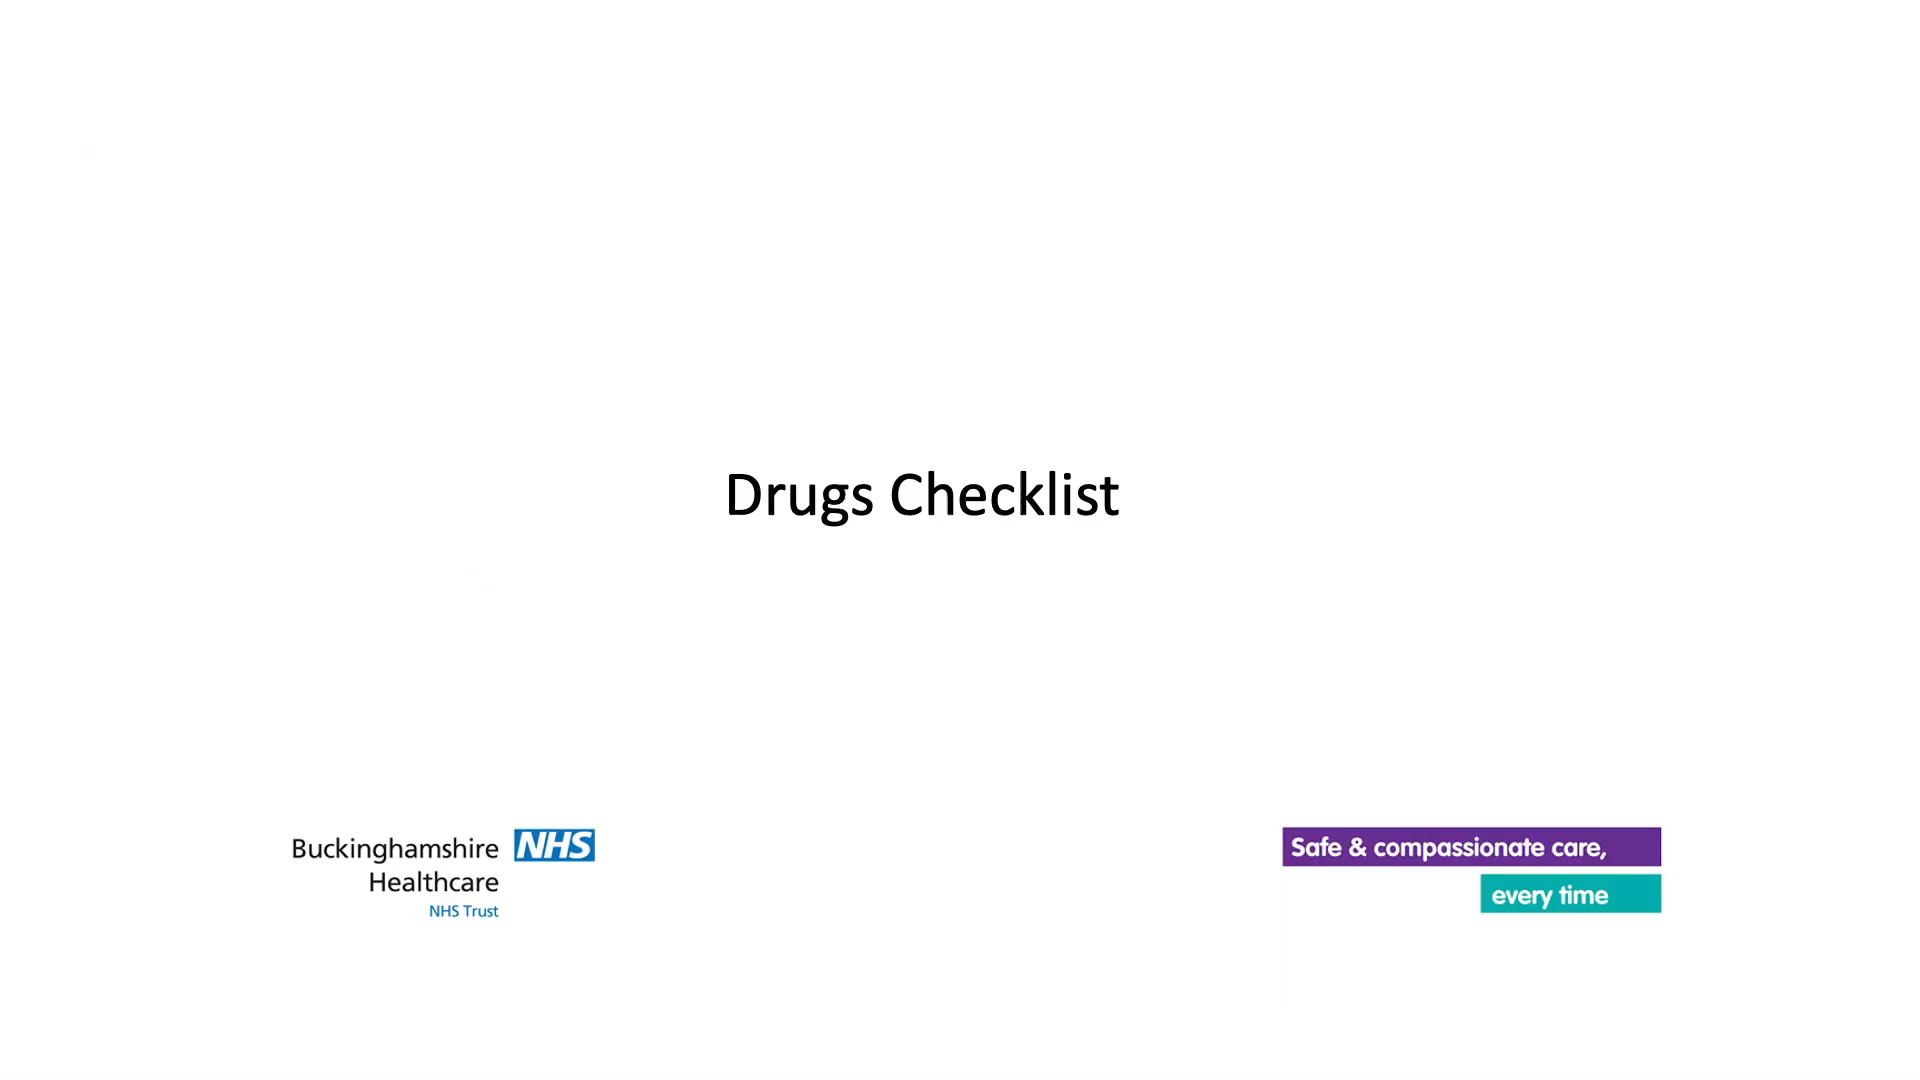 Drugs Checklist
Buckinghamshire NHS
Healthcare
NHS Trust
Safe & compassionate care,
every time